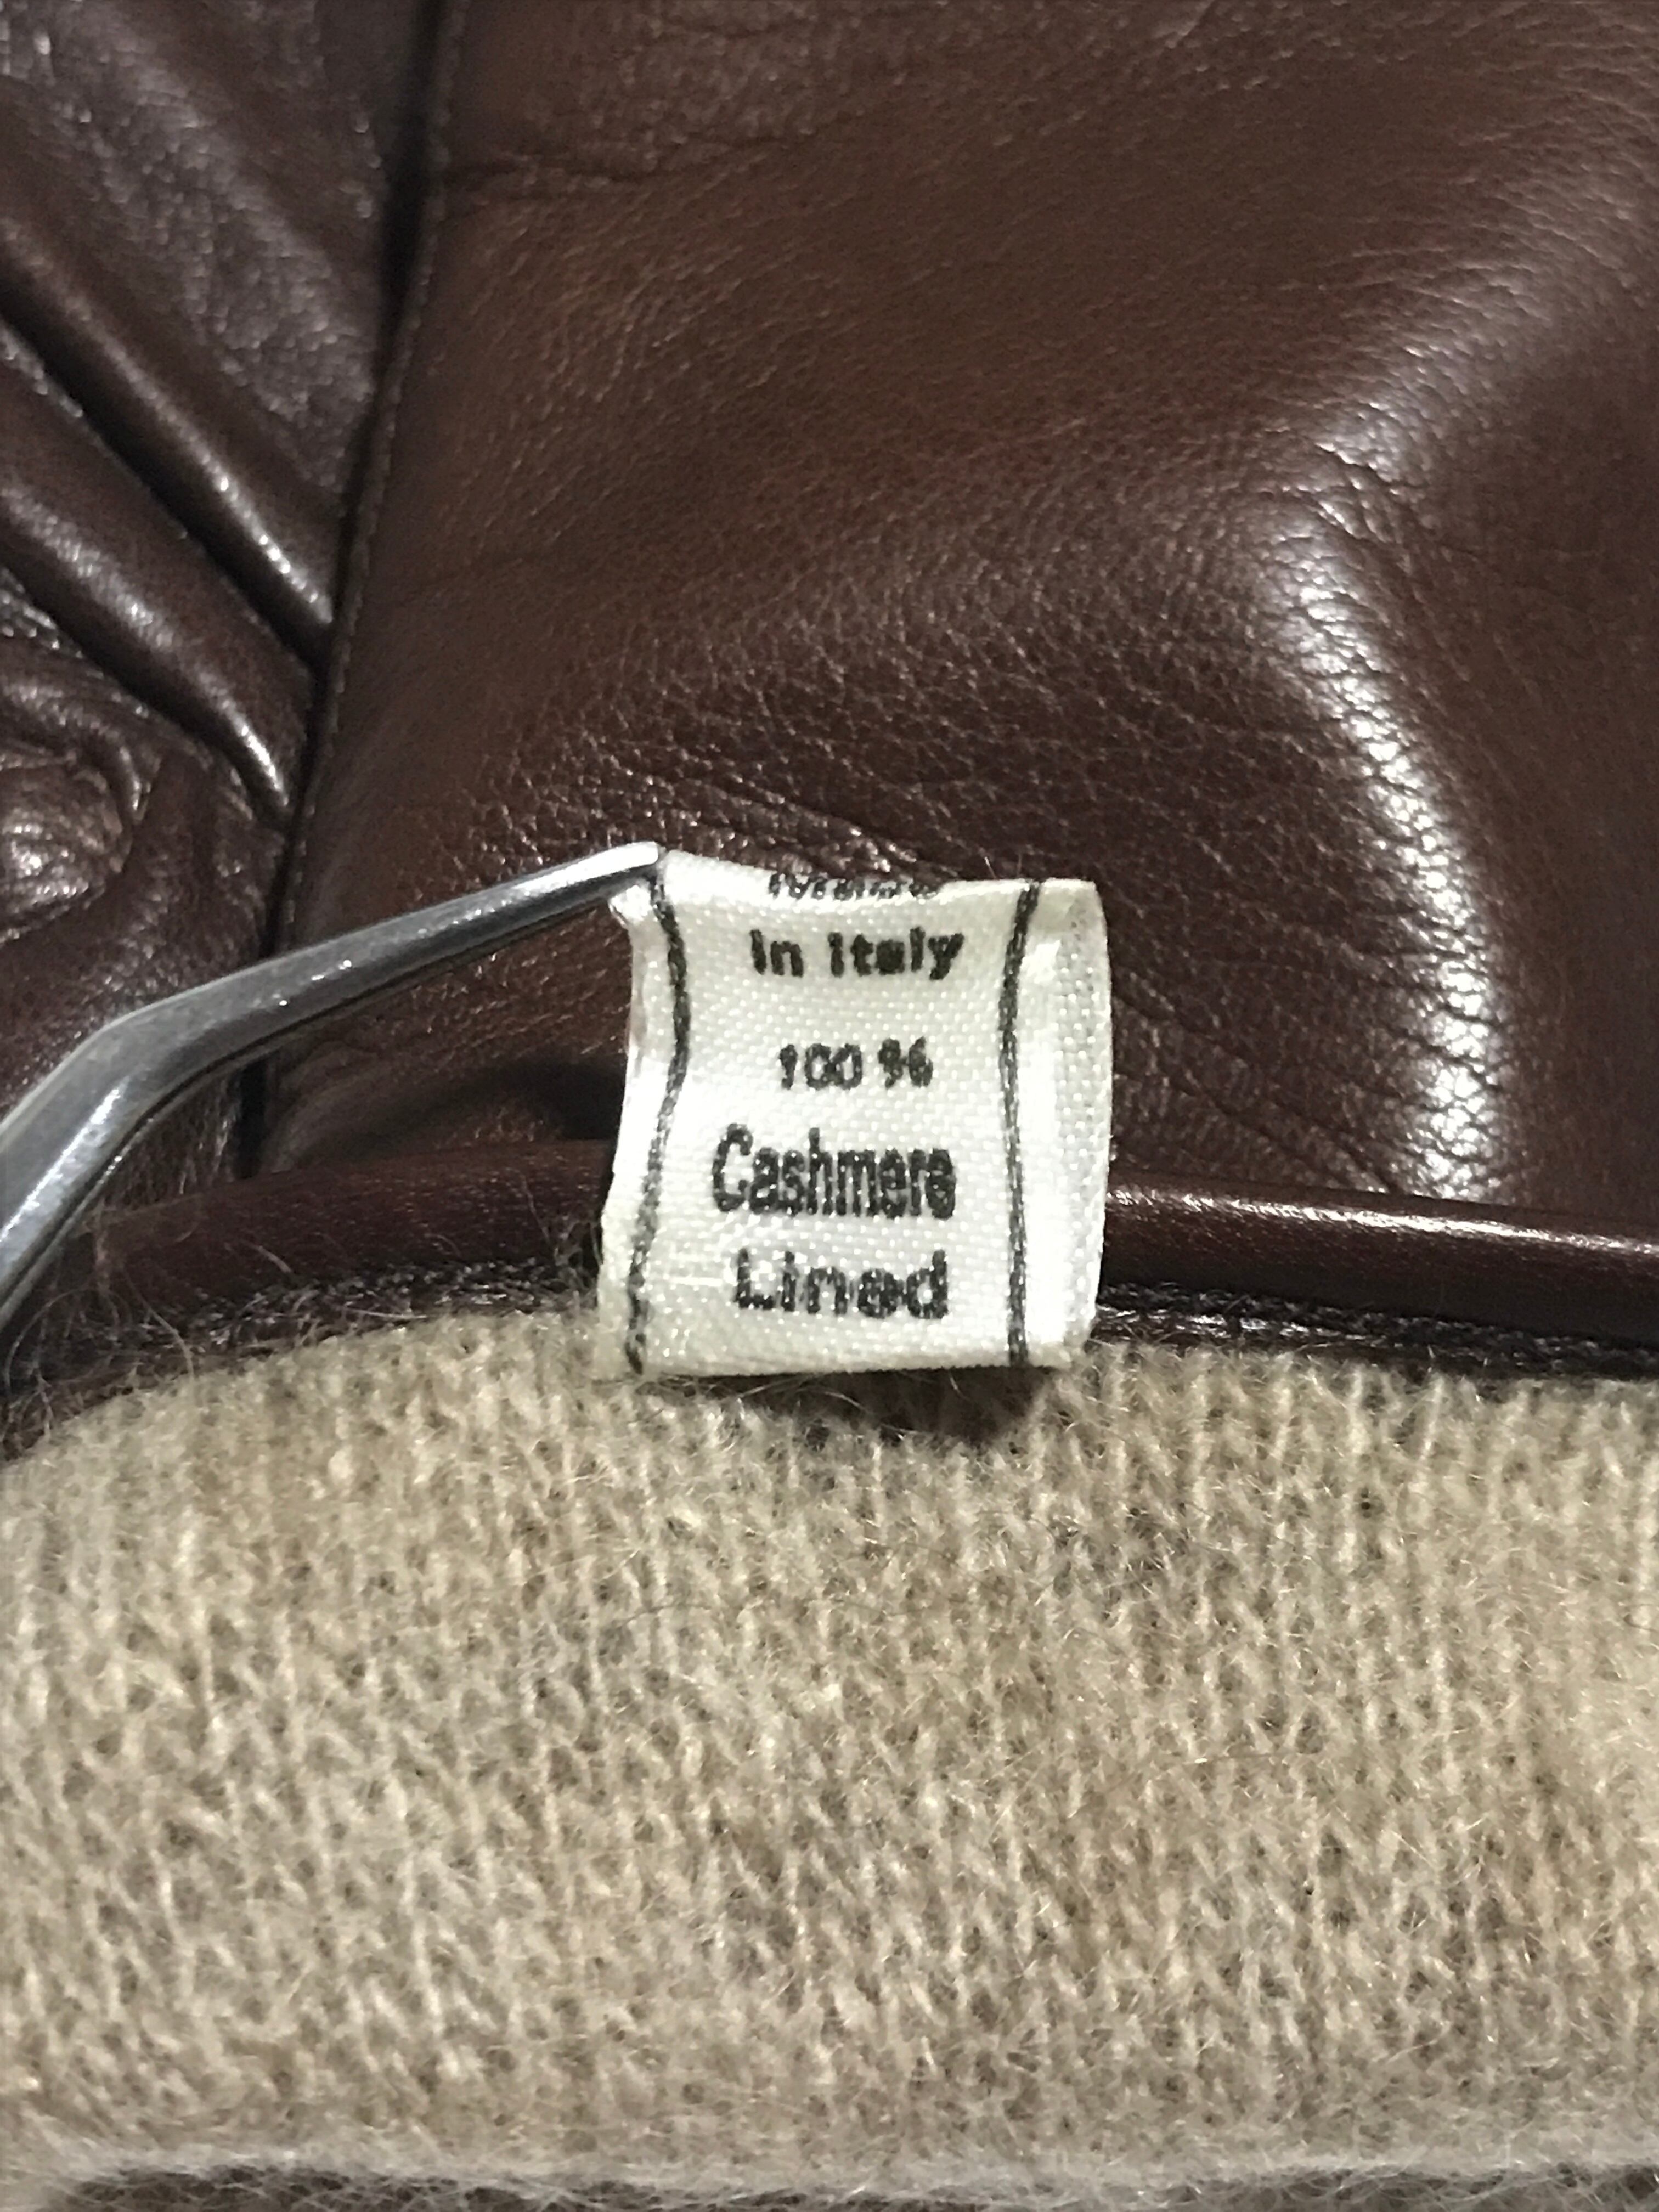 In Italy
100 %
Cashmere
Lined